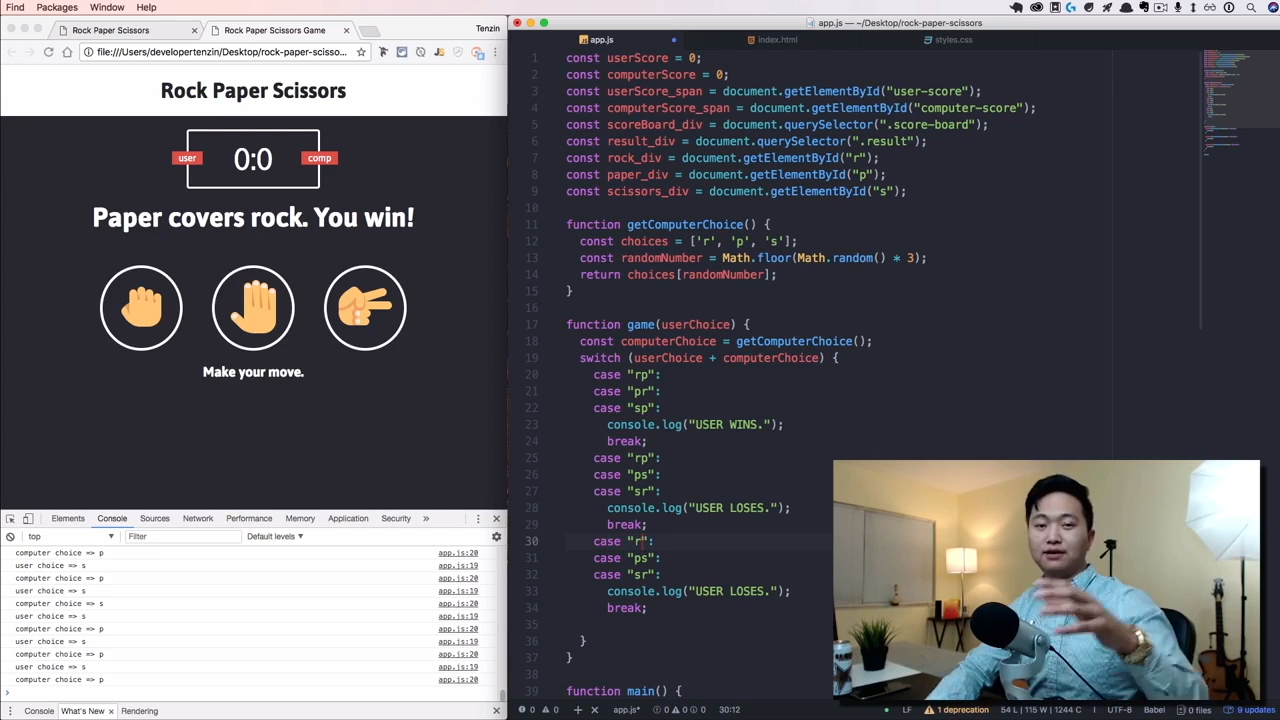 Find Packages Window Help
Rock Paper Scissors
Rock Paper Scissors Game
Tenzin
file:///Users/developertenzin/Desktop/rock-paper-scisso...
Rock Paper Scissors
user
0:0
comp
Paper covers rock. You win!
Make your move.
Elements Console Sources Network Performance Memory Application Security »
top
Filter
Default levels
computer choice => p app.js:20
user choice => s app.js:19
computer choice => p app.js:20
user choice => s app.js:19
computer choice => p app.js:20
user choice => s app.js:19
computer choice => p app.js:20
user choice => s app.js:19
computer choice => p app.js:20
user choice => s app.js:19
computer choice => p app.js:20
>
Console What's New Rendering
app.js — ~/Desktop/rock-paper-scissors
app.js index.html styles.css
1 const userScore = 0;
2 const computerScore = 0;
3 const userScore_span = document.getElementById("user-score");
4 const computerScore_span = document.getElementById("computer-score");
5 const scoreBoard_div = document.querySelector(".score-board");
6 const result_div = document.querySelector(".result");
7 const rock_div = document.getElementById("r");
8 const paper_div = document.getElementById("p");
9 const scissors_div = document.getElementById("s");
10
11 function getComputerChoice() {
12 const choices = ['r', 'p', 's'];
13 const randomNumber = Math.floor(Math.random() * 3);
14 return choices[randomNumber];
15 }
16
17 function game(userChoice) {
18 const computerChoice = getComputerChoice();
19 switch (userChoice + computerChoice) {
20 case "rp":
21 case "pr":
22 case "sp":
23 console.log("USER WINS.");
24 break;
25 case "rp":
26 case "ps":
27 case "sr":
28 console.log("USER LOSES.");
29 break;
30 case "r":
31 case "ps":
32 case "sr":
33 console.log("USER LOSES.");
34 break;
35
36 }
37 }
38
39 function main() {
0 0 app.js* 0 0 0 30:12
LF 1 deprecation 54 L | 115 W | 1244 C UTF-8 Babel 0 files 9 updates